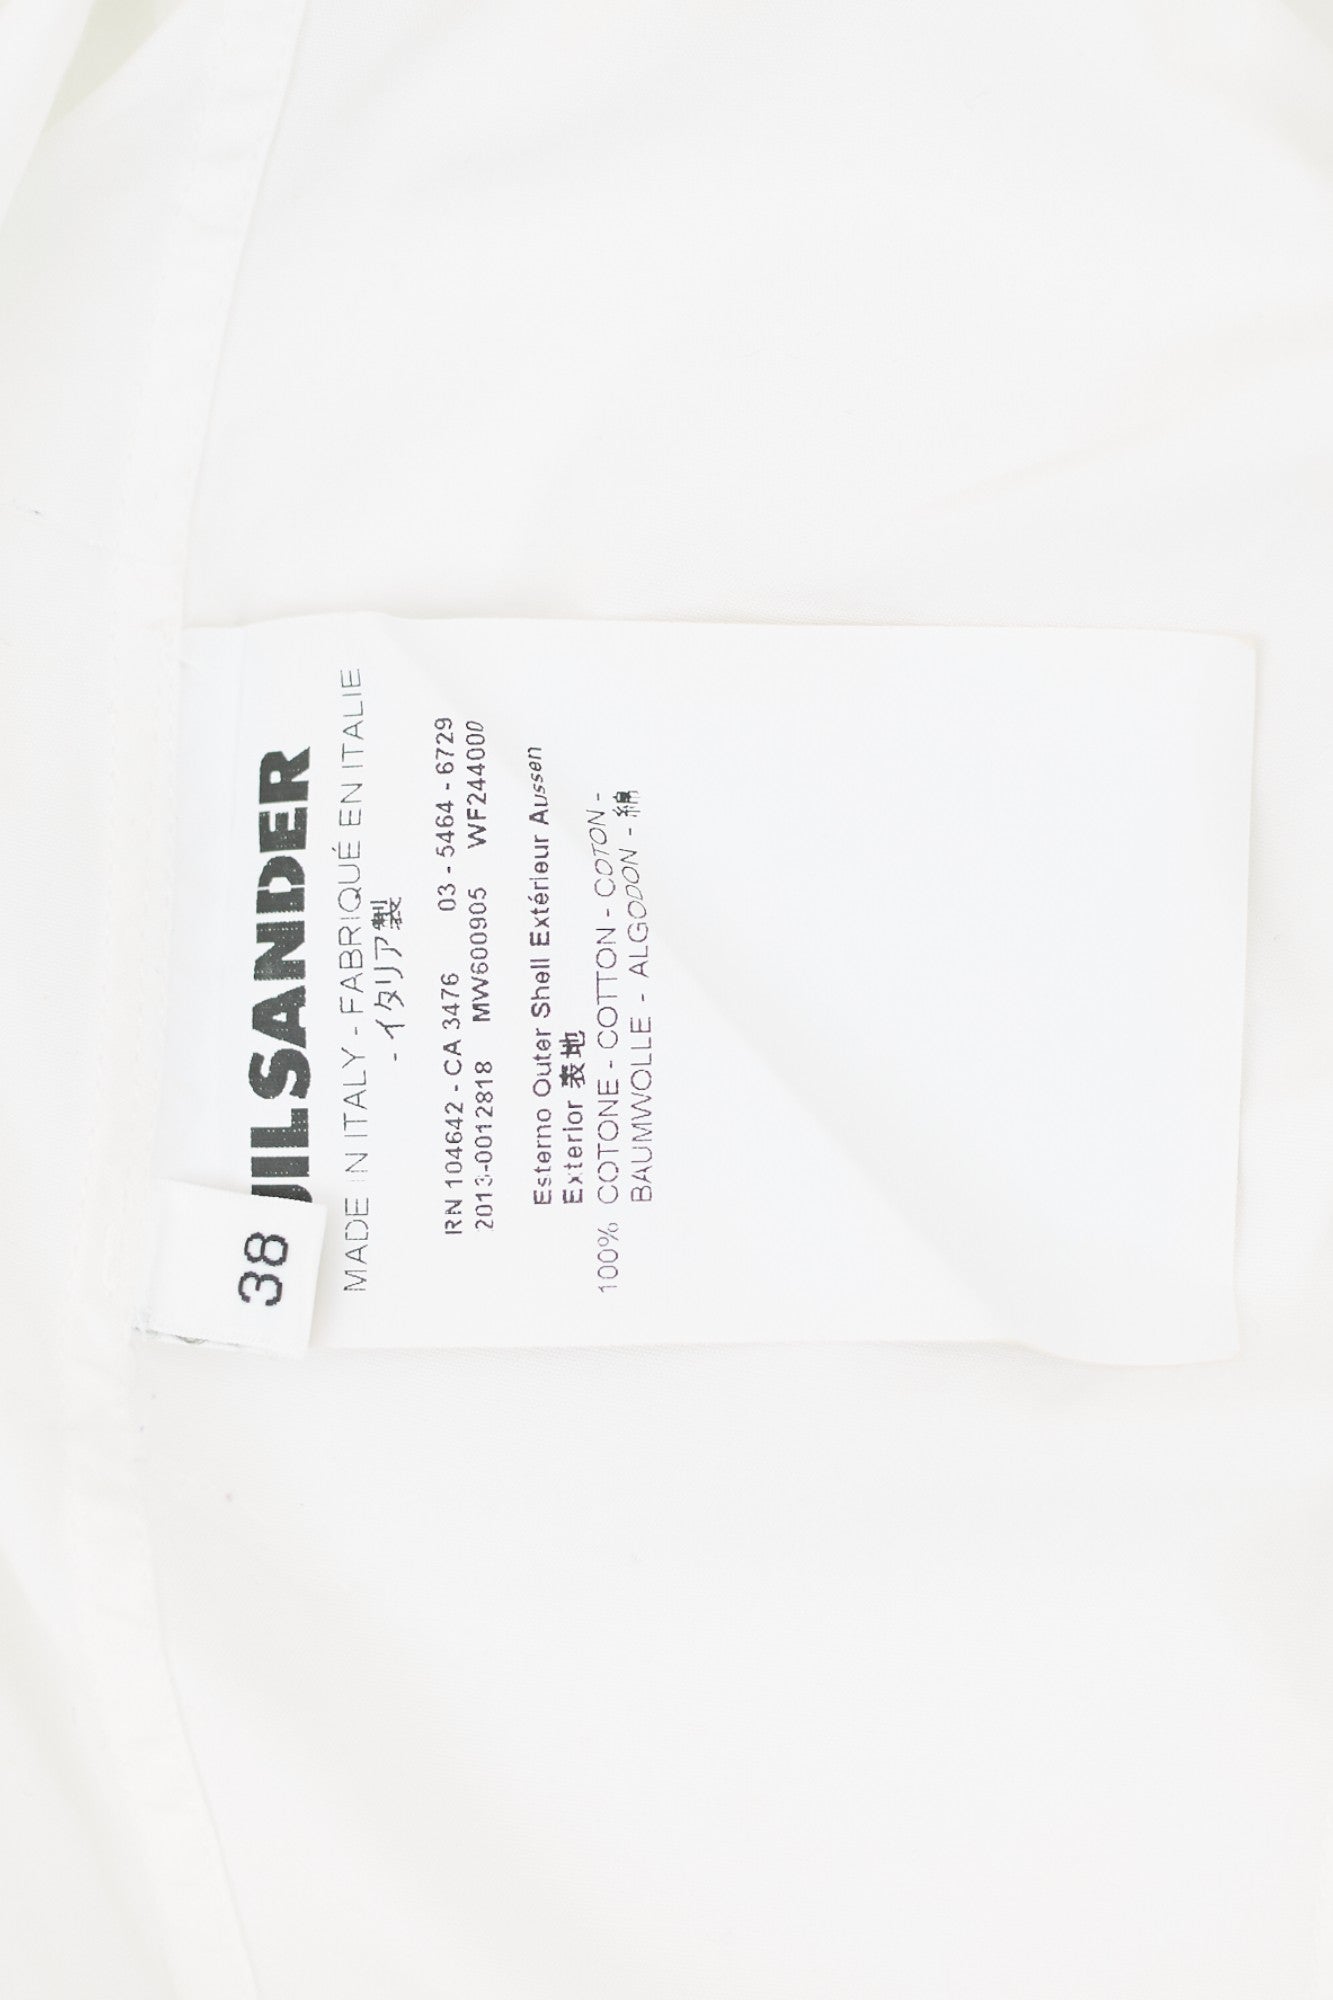 38
JILSANDER
MADE IN ITALY - FABRIQUÉ EN ITALIE
- イタリア製
IRN 104642 - CA 3476 03 - 5464 - 6729
2013-0012818 MW600905 WF244000
Esterno Outer Shell Extérieur Aussen
Exterior 表地
100% COTONE - COTTON - COTON -
BAUMWOLLE - ALGODON - 綿